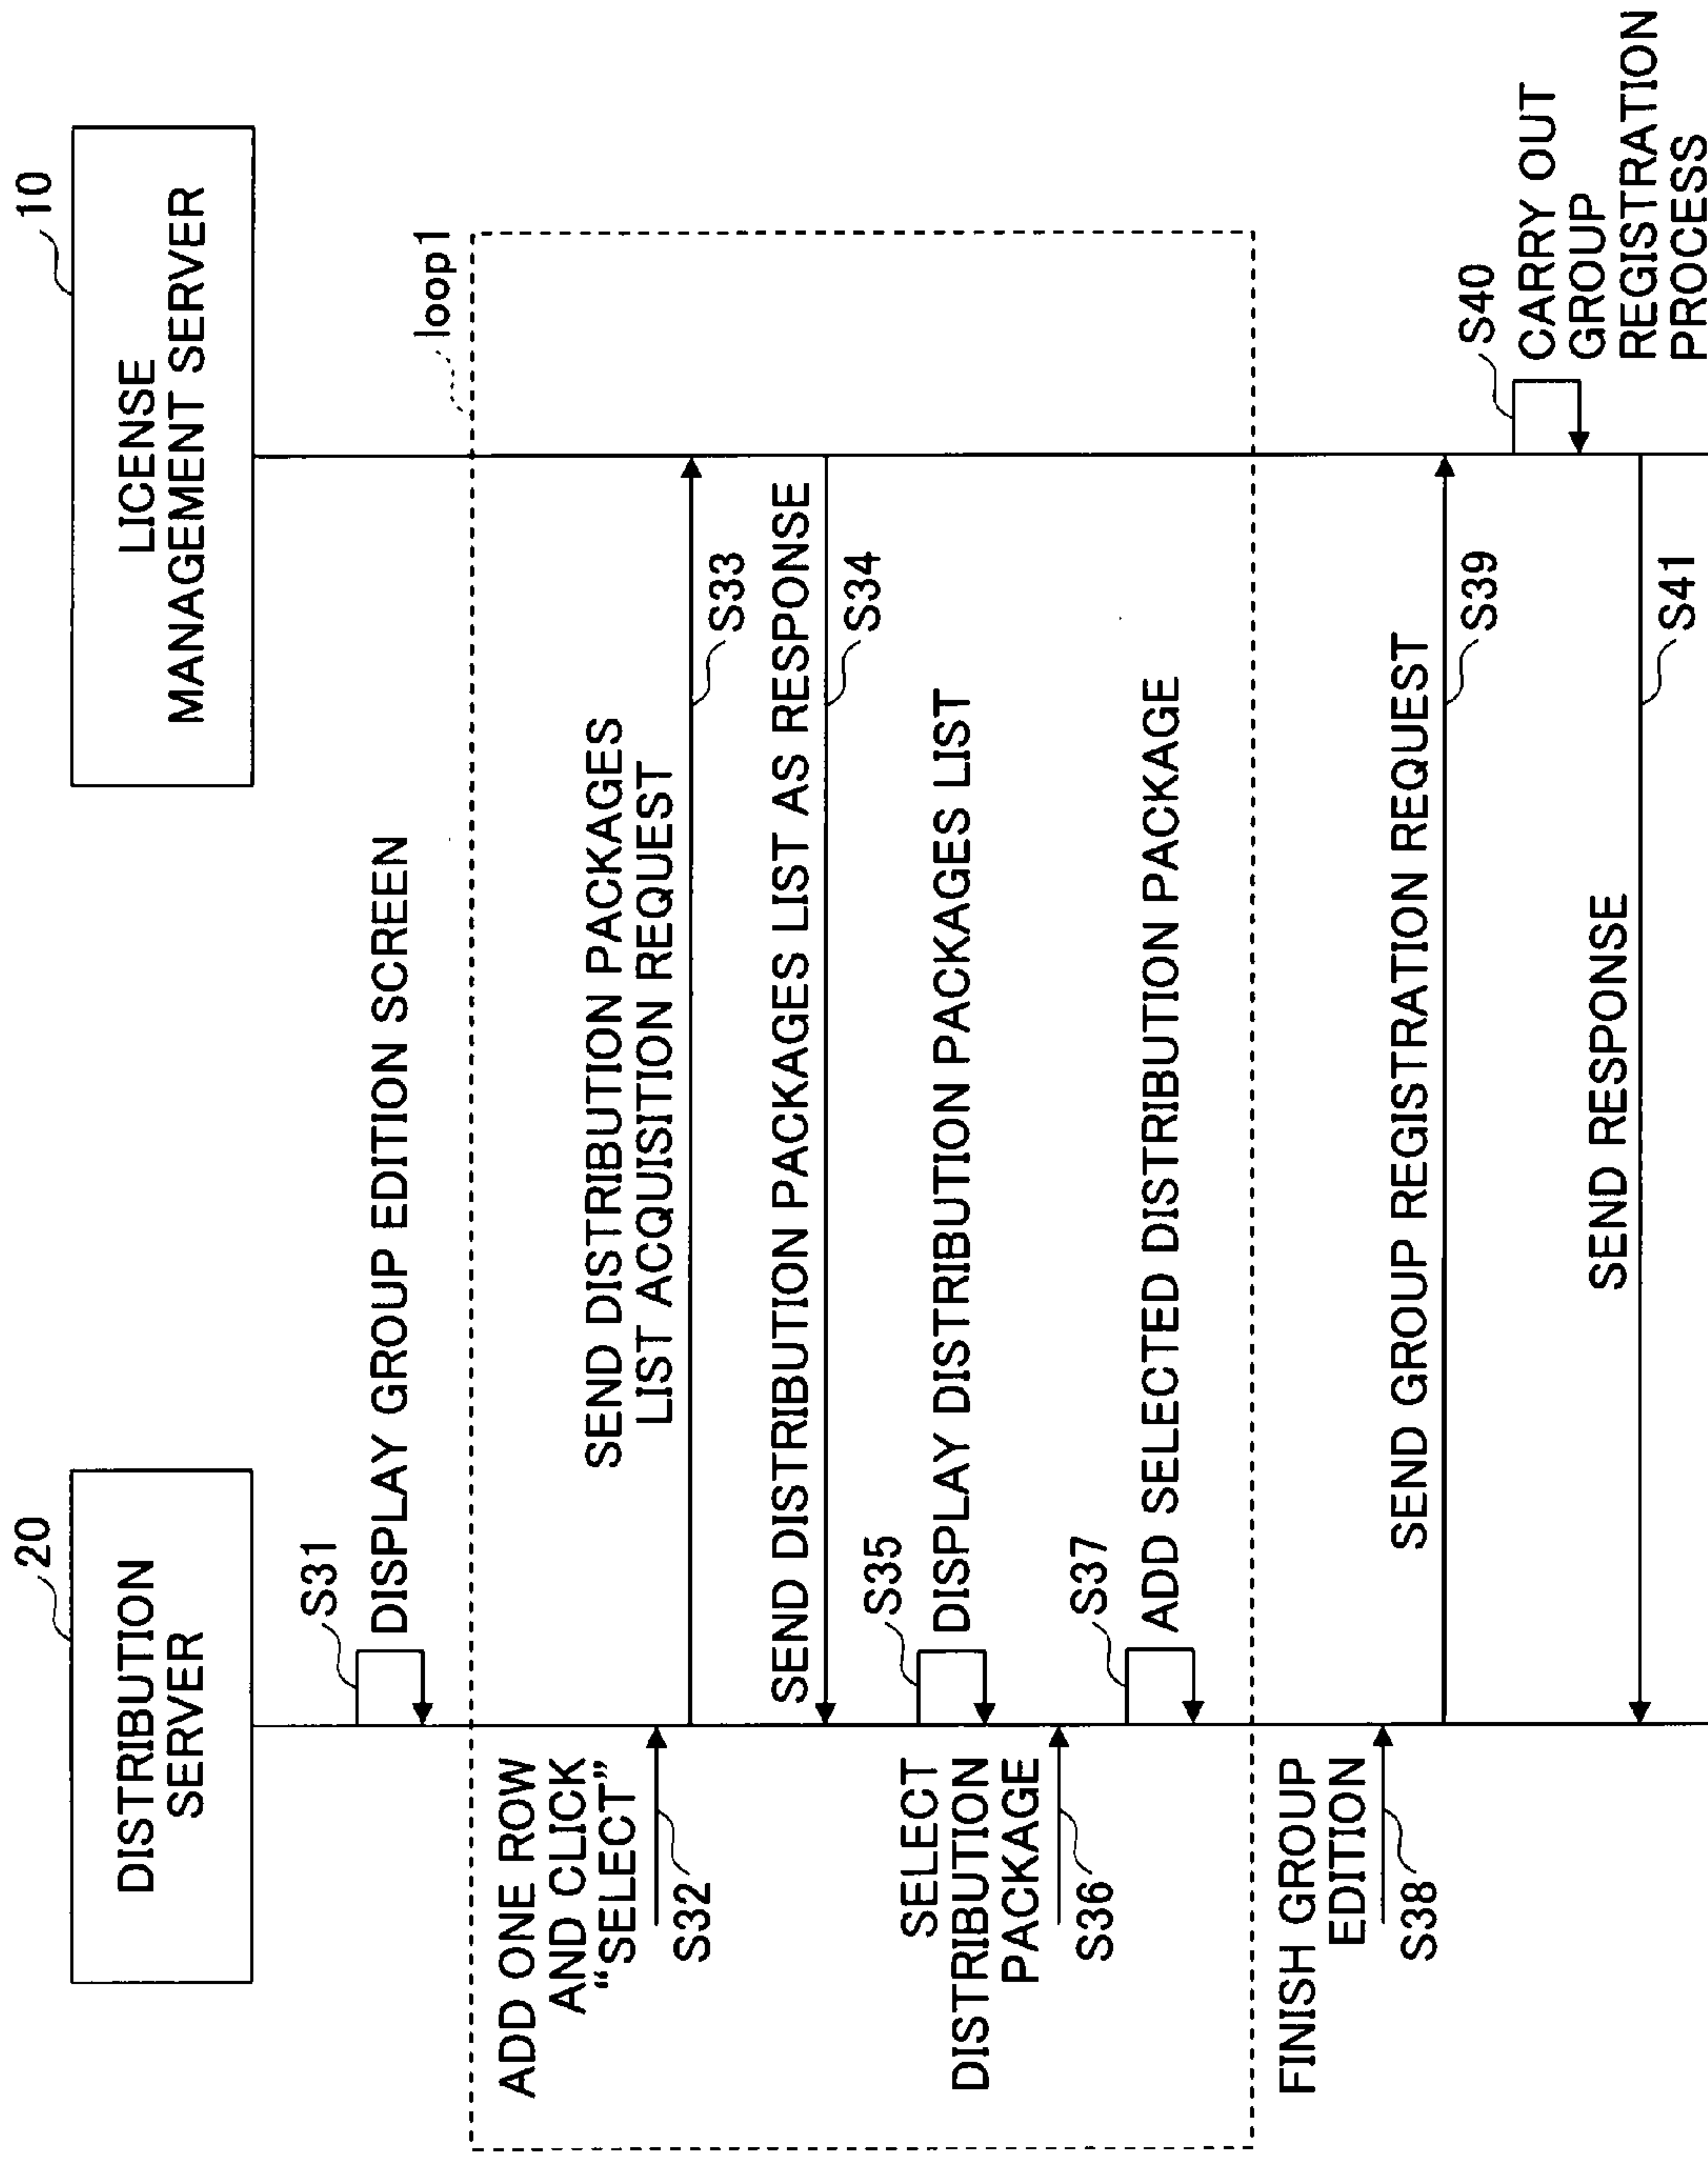 20
DISTRIBUTION
SERVER
10
LICENSE
MANAGEMENT SERVER
S31
DISPLAY GROUP EDITION SCREEN
loop1
ADD ONE ROW
AND CLICK
“SELECT”
S32
SEND DISTRIBUTION PACKAGES
LIST ACQUISITION REQUEST
S33
SEND DISTRIBUTION PACKAGES LIST AS RESPONSE
S34
S35
DISPLAY DISTRIBUTION PACKAGES LIST
SELECT
DISTRIBUTION
PACKAGE
S36
S37
ADD SELECTED DISTRIBUTION PACKAGE
FINISH GROUP
EDITION
S38
SEND GROUP REGISTRATION REQUEST
S39
S40
CARRY OUT
GROUP
REGISTRATION
PROCESS
SEND RESPONSE
S41